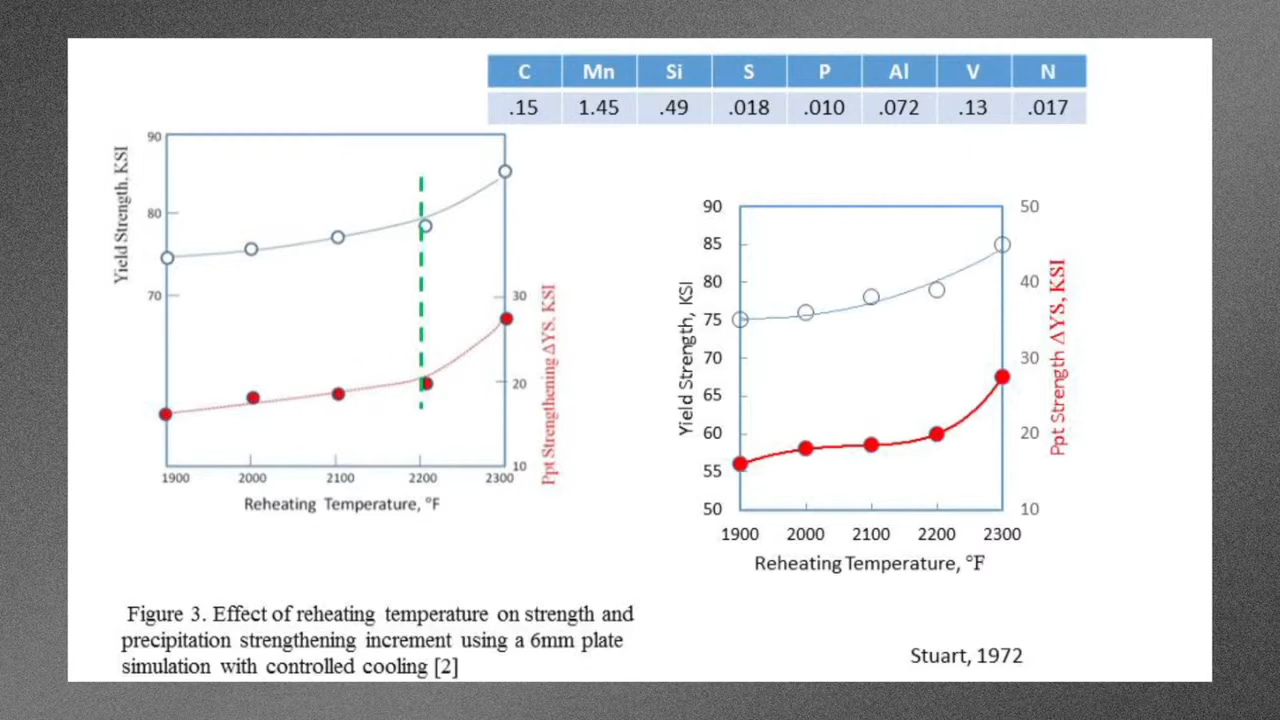 C Mn Si S P Al V N
.15 1.45 .49 .018 .010 .072 .13 .017
90
80
70
Yield Strength, KSI
30
20
10
Ppt Strengthening ΔYS, KSI
1900 2000 2100 2200 2300
Reheating Temperature, °F
90
85
80
75
70
65
60
55
50
Yield Strength, KSI
50
40
30
20
10
Ppt Strength ΔYS, KSI
1900 2000 2100 2200 2300
Reheating Temperature, °F
Figure 3. Effect of reheating temperature on strength and
precipitation strengthening increment using a 6mm plate
simulation with controlled cooling [2]
Stuart, 1972